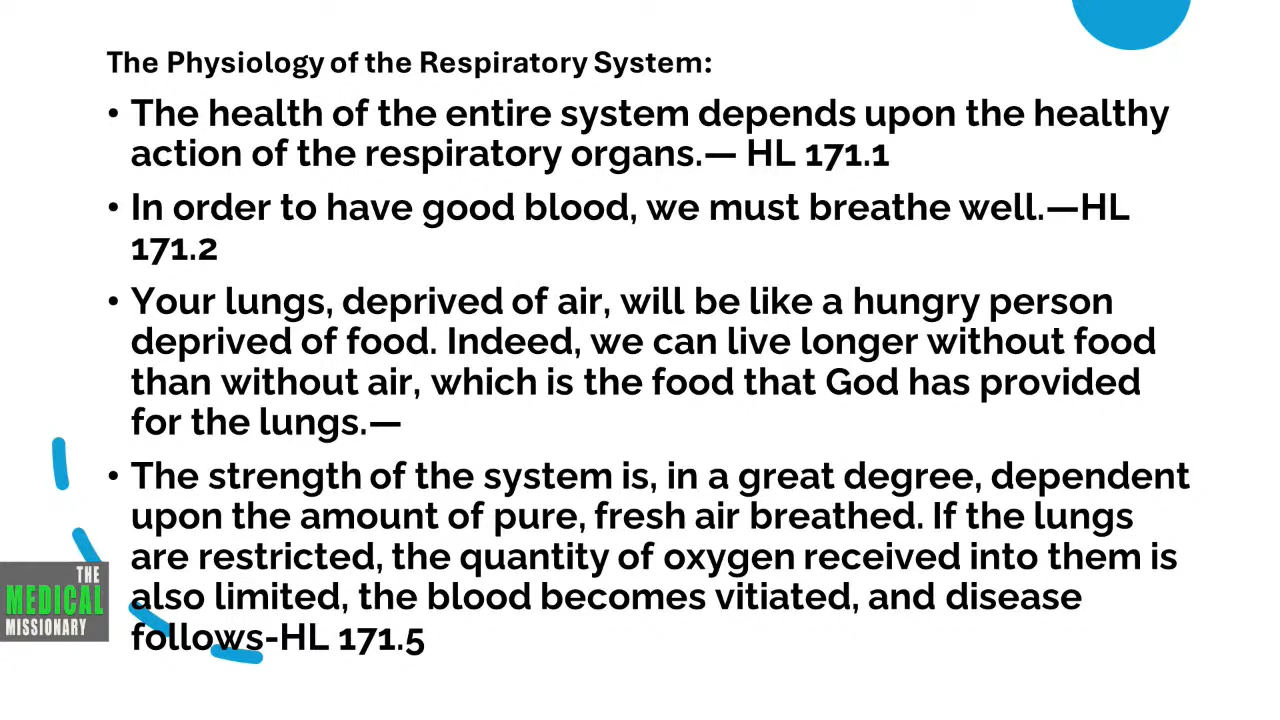 The Physiology of the Respiratory System:
• The health of the entire system depends upon the healthy
action of the respiratory organs.— HL 171.1
• In order to have good blood, we must breathe well.—HL
171.2
• Your lungs, deprived of air, will be like a hungry person
deprived of food. Indeed, we can live longer without food
than without air, which is the food that God has provided
for the lungs.—
• The strength of the system is, in a great degree, dependent
upon the amount of pure, fresh air breathed. If the lungs
are restricted, the quantity of oxygen received into them is
also limited, the blood becomes vitiated, and disease
follows-HL 171.5
THE
MEDICAL
MISSIONARY